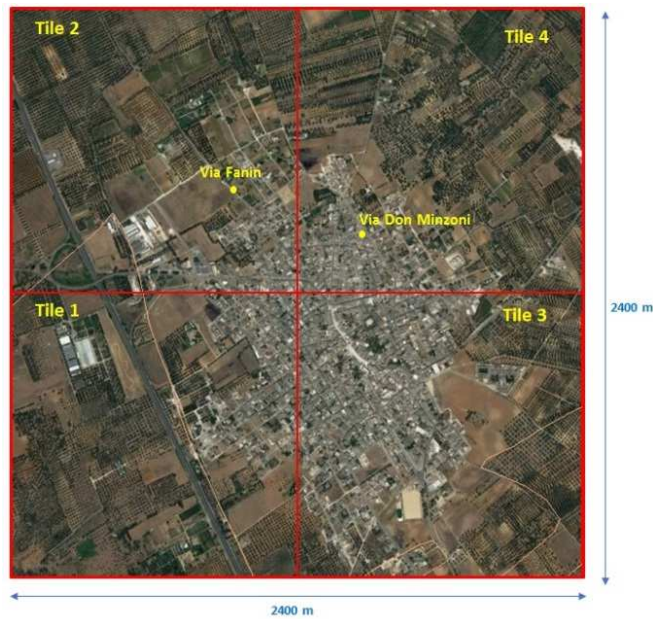 Tile 2
Tile 4
Via Fanin
Via Don Minzoni
Tile 1
Tile 3
2400 m
2400 m